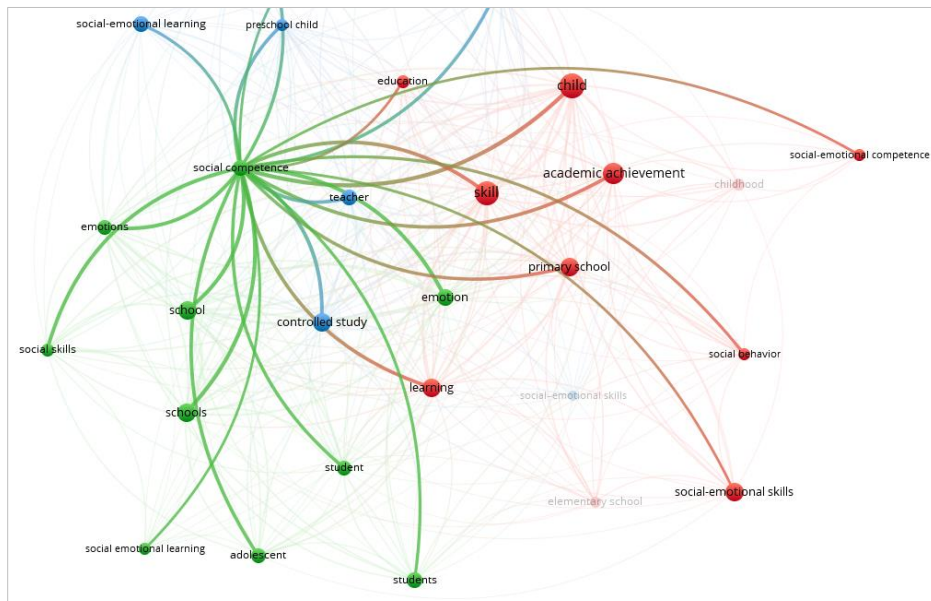 social-emotional learning
preschool child
education
child
social-emotional competence
social competence
academic achievement
childhood
skill
teacher
emotions
primary school
emotion
school
controlled study
social skills
social behavior
learning
social–emotional skills
schools
student
social-emotional skills
elementary school
social emotional learning
adolescent
students